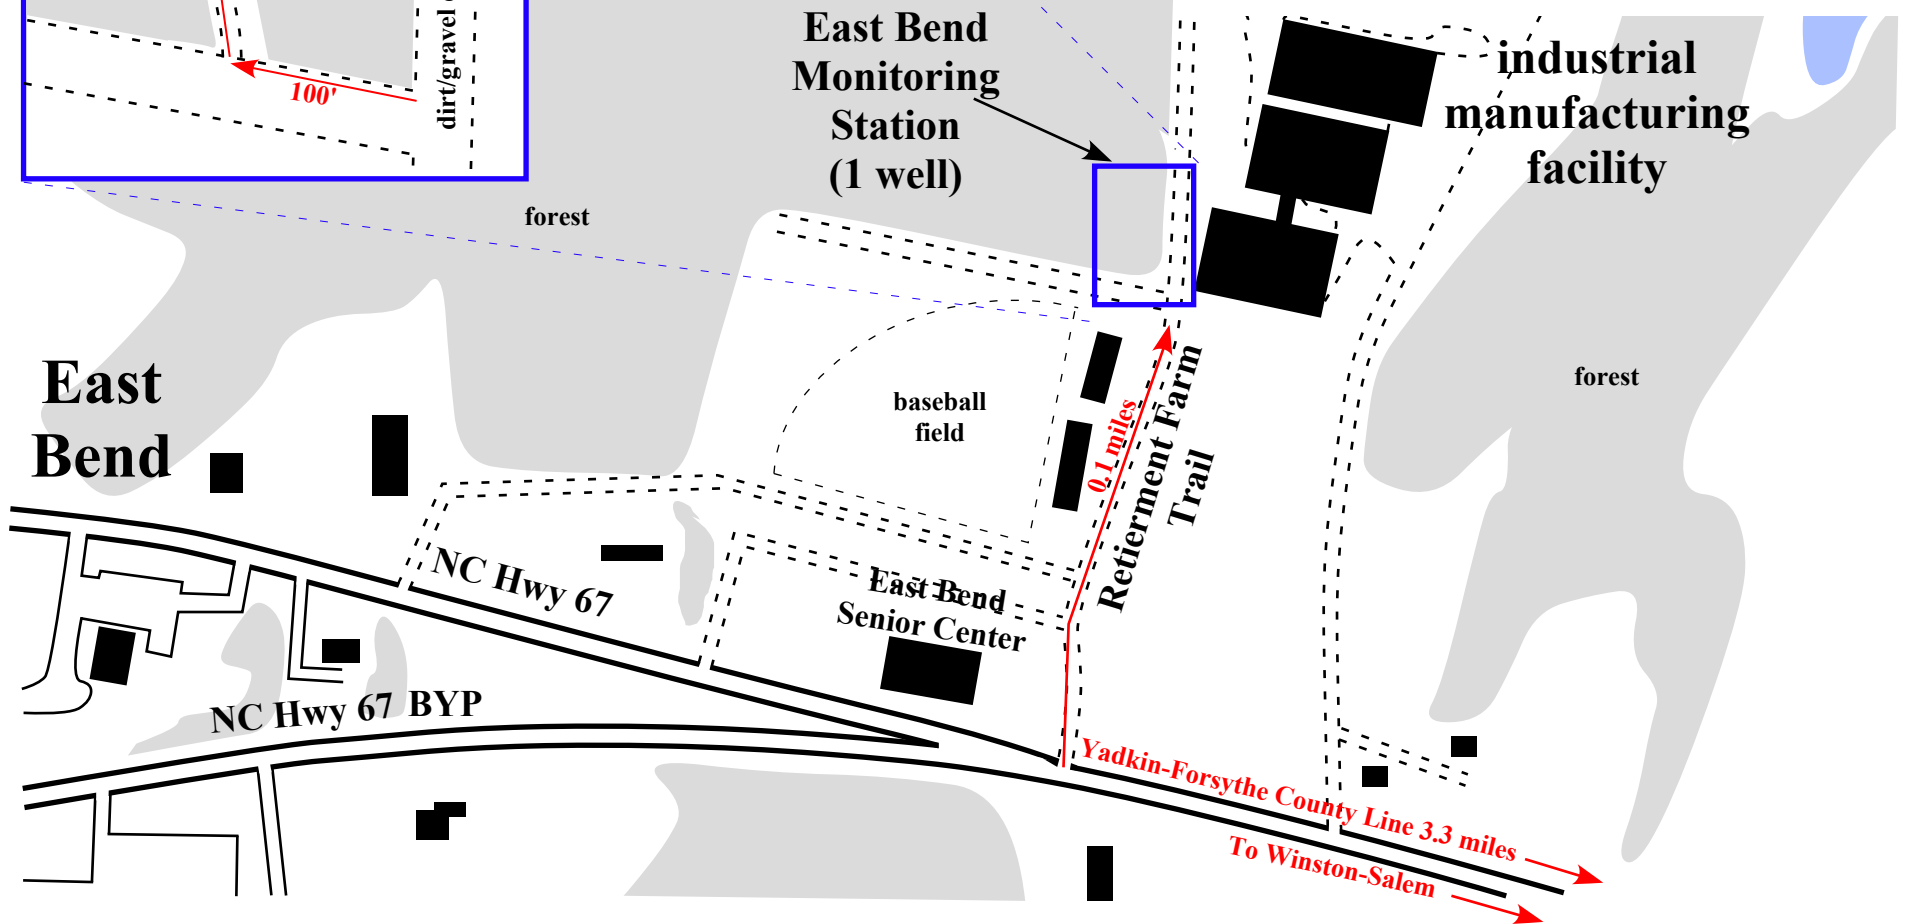 dirt/gravel
100'
East Bend
Monitoring
Station
(1 well)
industrial
manufacturing
facility
forest
East
Bend
baseball
field
forest
0.1 miles
Retierment Farm
Trail
NC Hwy 67
East Bend
Senior Center
NC Hwy 67 BYP
Yadkin-Forsythe County Line 3.3 miles
To Winston-Salem